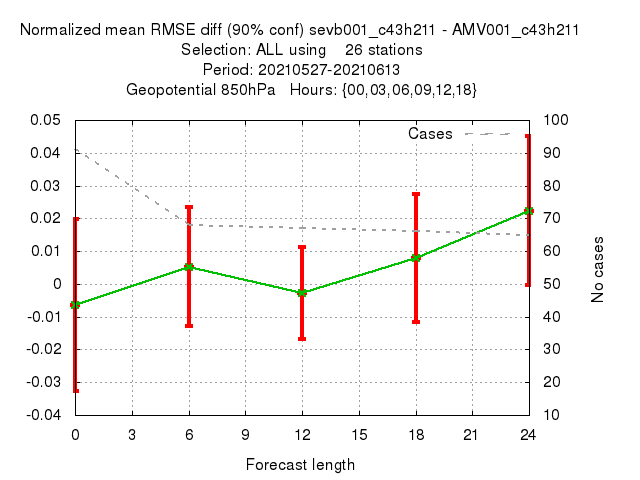 Normalized mean RMSE diff (90% conf) sevb001_c43h211 - AMV001_c43h211
Selection: ALL using 26 stations
Period: 20210527-20210613
Geopotential 850hPa Hours: {00,03,06,09,12,18}
0.05 100
Cases
0.04 90
0.03 80
0.02 70
0.01 60
0 50
-0.01 40
-0.02 30
-0.03 20
-0.04 10
No cases
0 3 6 9 12 15 18 21 24
Forecast length